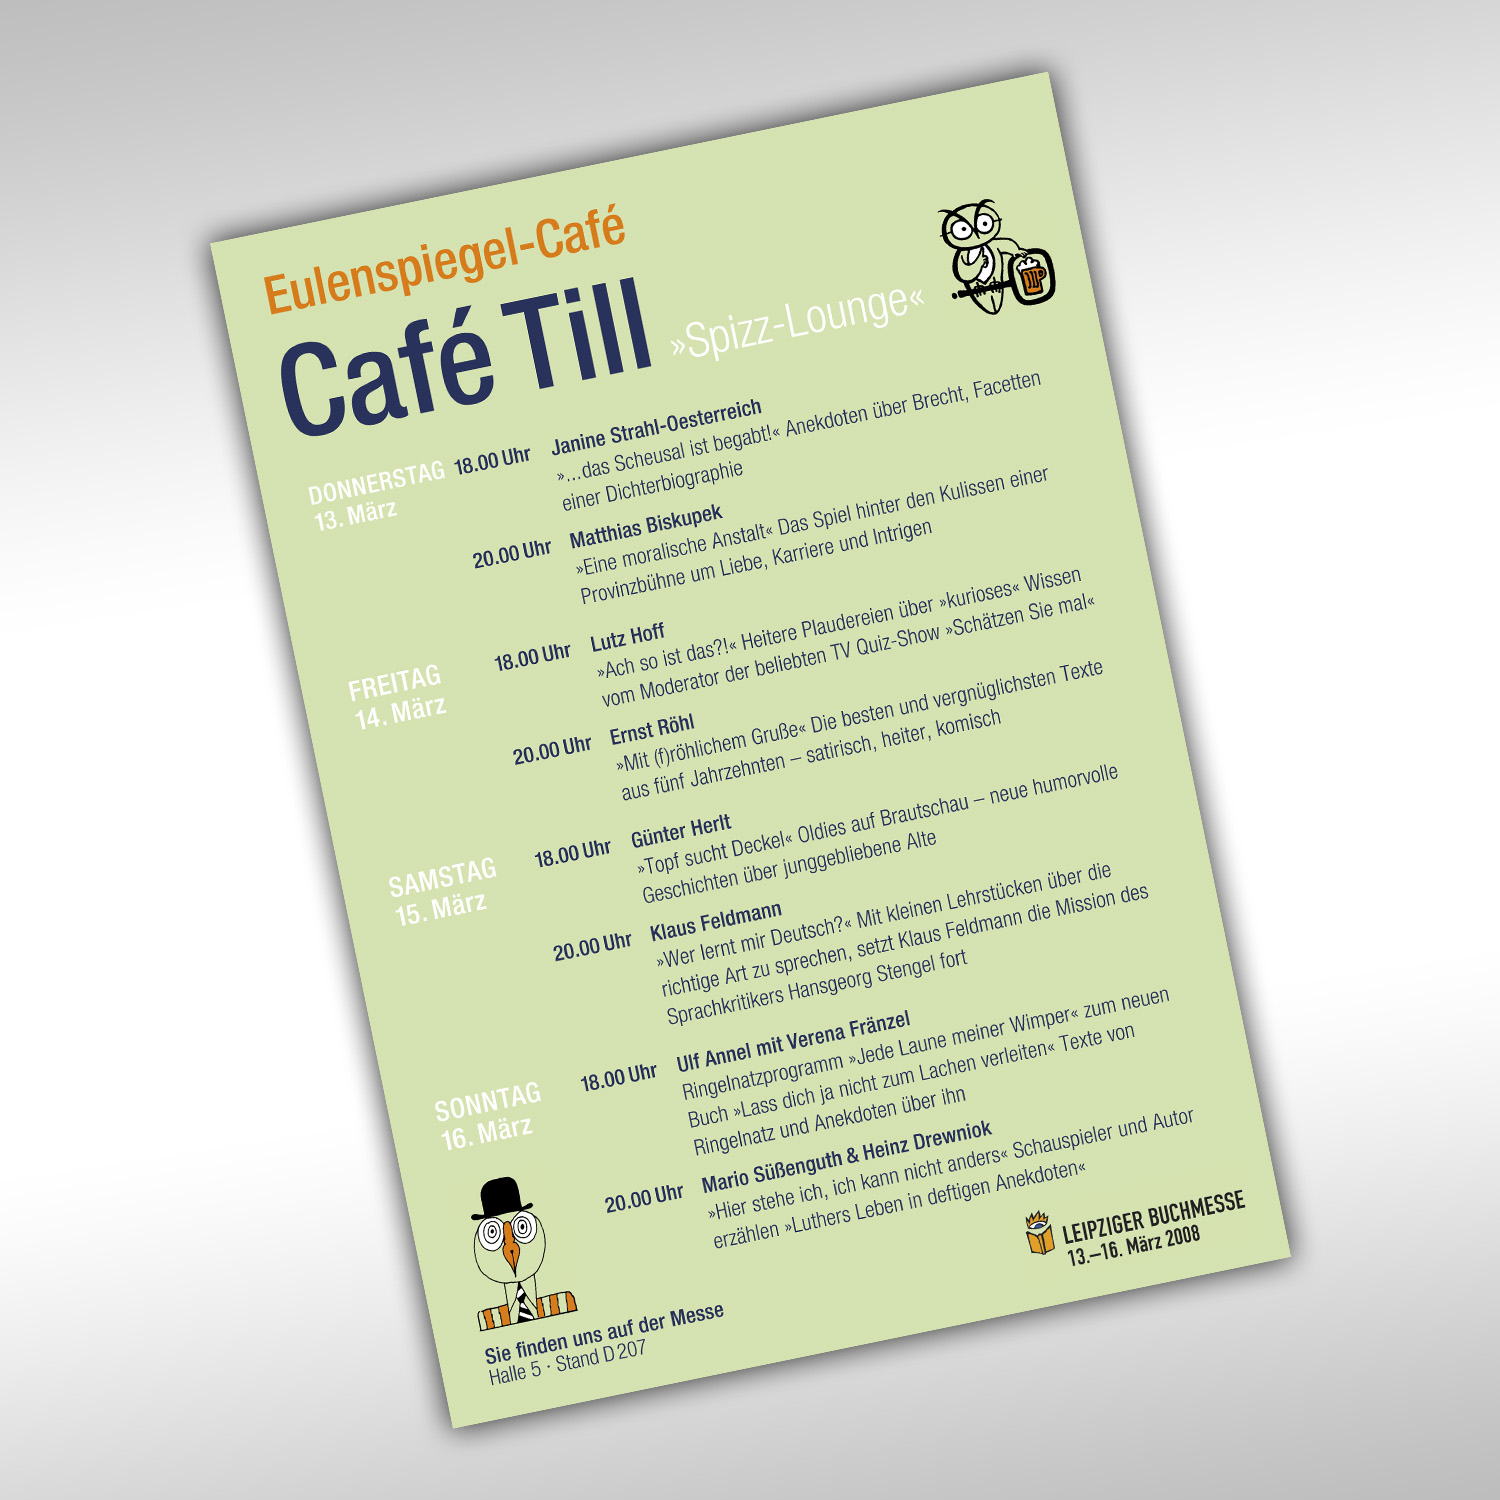 Eulenspiegel-Café
Café Till »Spizz-Lounge«
DONNERSTAG
13. März
18.00 Uhr
Janine Strahl-Oesterreich
»...das Scheusal ist begabt!« Anekdoten über Brecht, Facetten
einer Dichterbiographie
20.00 Uhr
Matthias Biskupek
»Eine moralische Anstalt« Das Spiel hinter den Kulissen einer
Provinzbühne um Liebe, Karriere und Intrigen
FREITAG
14. März
18.00 Uhr
Lutz Hoff
»Ach so ist das?!« Heitere Plaudereien über »kurioses« Wissen
vom Moderator der beliebten TV Quiz-Show »Schätzen Sie mal«
20.00 Uhr
Ernst Röhl
»Mit (f)röhlichem Gruße« Die besten und vergnüglichsten Texte
aus fünf Jahrzehnten – satirisch, heiter, komisch
SAMSTAG
15. März
18.00 Uhr
Günter Herlt
»Topf sucht Deckel« Oldies auf Brautschau – neue humorvolle
Geschichten über junggebliebene Alte
20.00 Uhr
Klaus Feldmann
»Wer lernt mir Deutsch?« Mit kleinen Lehrstücken über die
richtige Art zu sprechen, setzt Klaus Feldmann die Mission des
Sprachkritikers Hansgeorg Stengel fort
SONNTAG
16. März
18.00 Uhr
Ulf Annel mit Verena Fränzel
Ringelnatzprogramm »Jede Laune meiner Wimper« zum neuen
Buch »Lass dich ja nicht zum Lachen verleiten« Texte von
Ringelnatz und Anekdoten über ihn
20.00 Uhr
Mario Süßenguth & Heinz Drewniok
»Hier stehe ich, ich kann nicht anders« Schauspieler und Autor
erzählen »Luthers Leben in deftigen Anekdoten«
LEIPZIGER BUCHMESSE
13.–16. März 2008
Sie finden uns auf der Messe
Halle 5 · Stand D 207